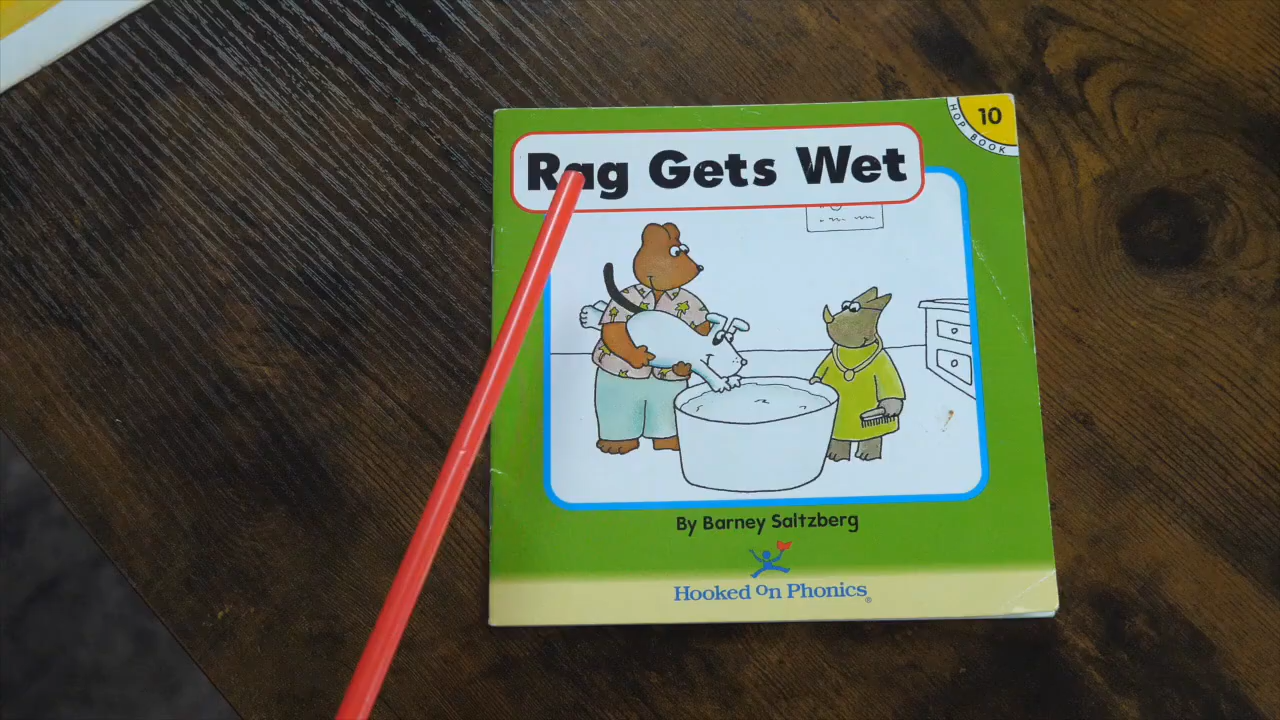 10
HOP BOOK
Rag Gets Wet
By Barney Saltzberg
Hooked on Phonics®